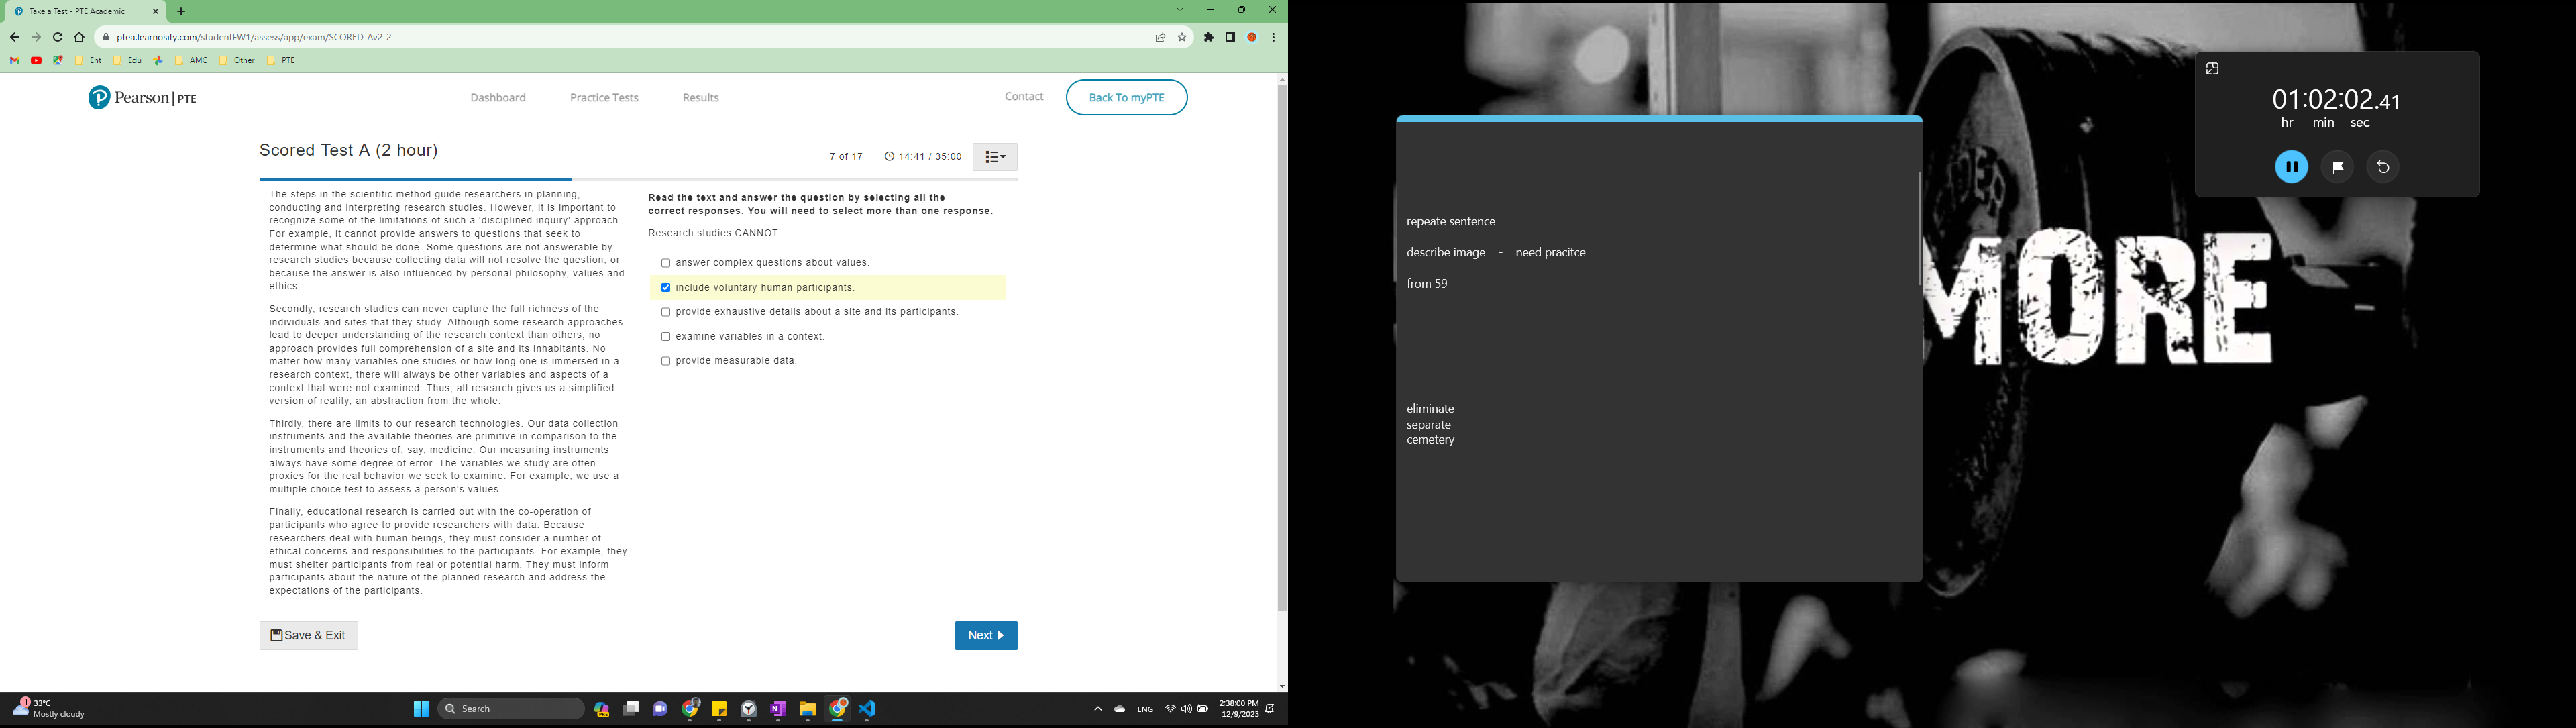 Take a Test - PTE Academic
ptea.learnosity.com/studentFW1/assess/app/exam/SCORED-Av2-2
Ent
Edu
AMC
Other
PTE
Pearson | PTE
Dashboard
Practice Tests
Results
Contact
Back To myPTE
Scored Test A (2 hour)
7 of 17
14:41 / 35:00
The steps in the scientific method guide researchers in planning,
conducting and interpreting research studies. However, it is important to
recognize some of the limitations of such a 'disciplined inquiry' approach.
For example, it cannot provide answers to questions that seek to
determine what should be done. Some questions are not answerable by
research studies because collecting data will not resolve the question, or
because the answer is also influenced by personal philosophy, values and
ethics.
Secondly, research studies can never capture the full richness of the
individuals and sites that they study. Although some research approaches
lead to deeper understanding of the research context than others, no
approach provides full comprehension of a site and its inhabitants. No
matter how many variables one studies or how long one is immersed in a
research context, there will always be other variables and aspects of a
context that were not examined. Thus, all research gives us a simplified
version of reality, an abstraction from the whole.
Thirdly, there are limits to our research technologies. Our data collection
instruments and the available theories are primitive in comparison to the
instruments and theories of, say, medicine. Our measuring instruments
always have some degree of error. The variables we study are often
proxies for the real behavior we seek to examine. For example, we use a
multiple choice test to assess a person's values.
Finally, educational research is carried out with the co-operation of
participants who agree to provide researchers with data. Because
researchers deal with human beings, they must consider a number of
ethical concerns and responsibilities to the participants. For example, they
must shelter participants from real or potential harm. They must inform
participants about the nature of the planned research and address the
expectations of the participants.
Read the text and answer the question by selecting all the
correct responses. You will need to select more than one response.
Research studies CANNOT____________
answer complex questions about values.
include voluntary human participants.
provide exhaustive details about a site and its participants.
examine variables in a context.
provide measurable data.
Save & Exit
Next
1
33°C
Mostly cloudy
Search
ENG
2:38:00 PM
12/9/2023
repeate sentence
describe image - need pracitce
from 59
eliminate
separate
cemetery
01:02:02.41
hr min sec
MORE